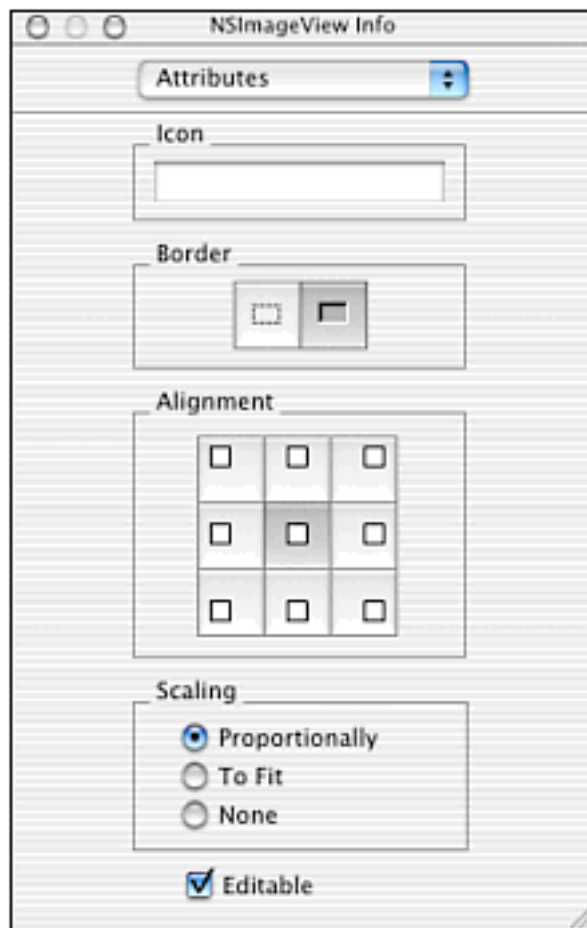 NSImageView Info
Attributes
Icon
Border
Alignment
Scaling
Proportionally
To Fit
None
Editable